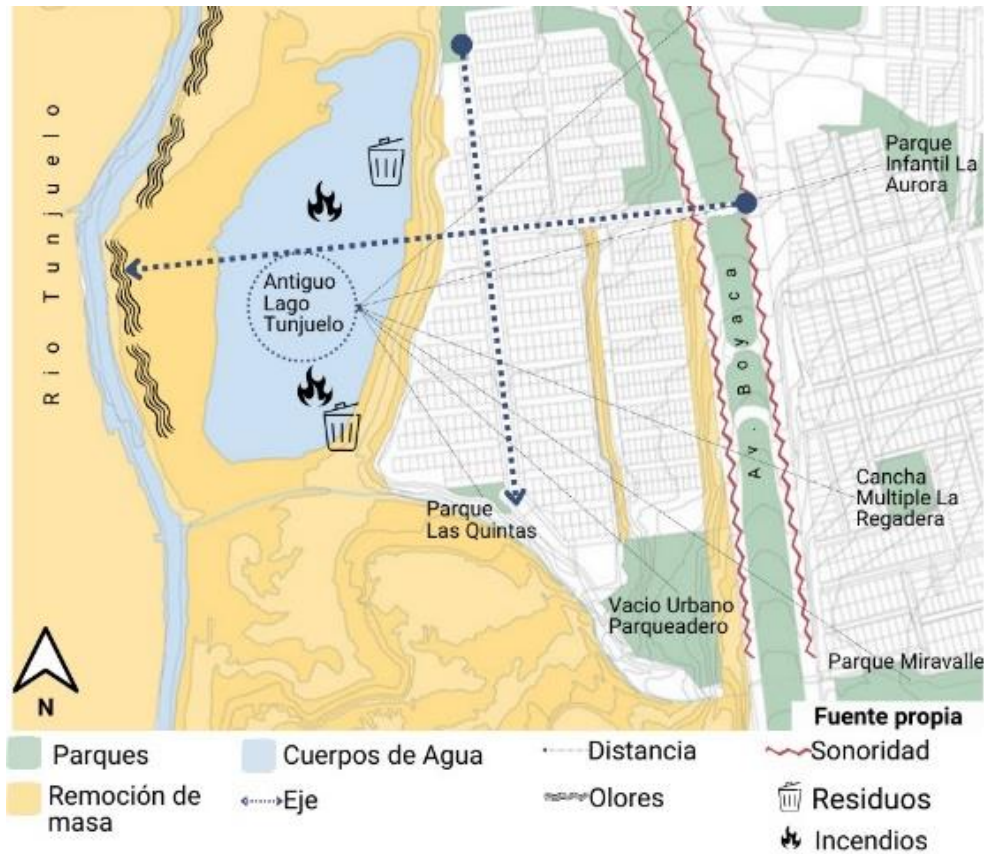 Rio Tunjuelo
Antiguo
Lago
Tunjuelo
Parque
Infantil La
Aurora
Av. Boyaca
Cancha
Multiple La
Regadera
Parque
Las Quintas
Vacio Urbano
Parqueadero
Parque Miravalle
N
Fuente propia
Parques
Cuerpos de Agua
Distancia
Sonoridad
Remoción de
masa
Eje
Olores
Residuos
Incendios